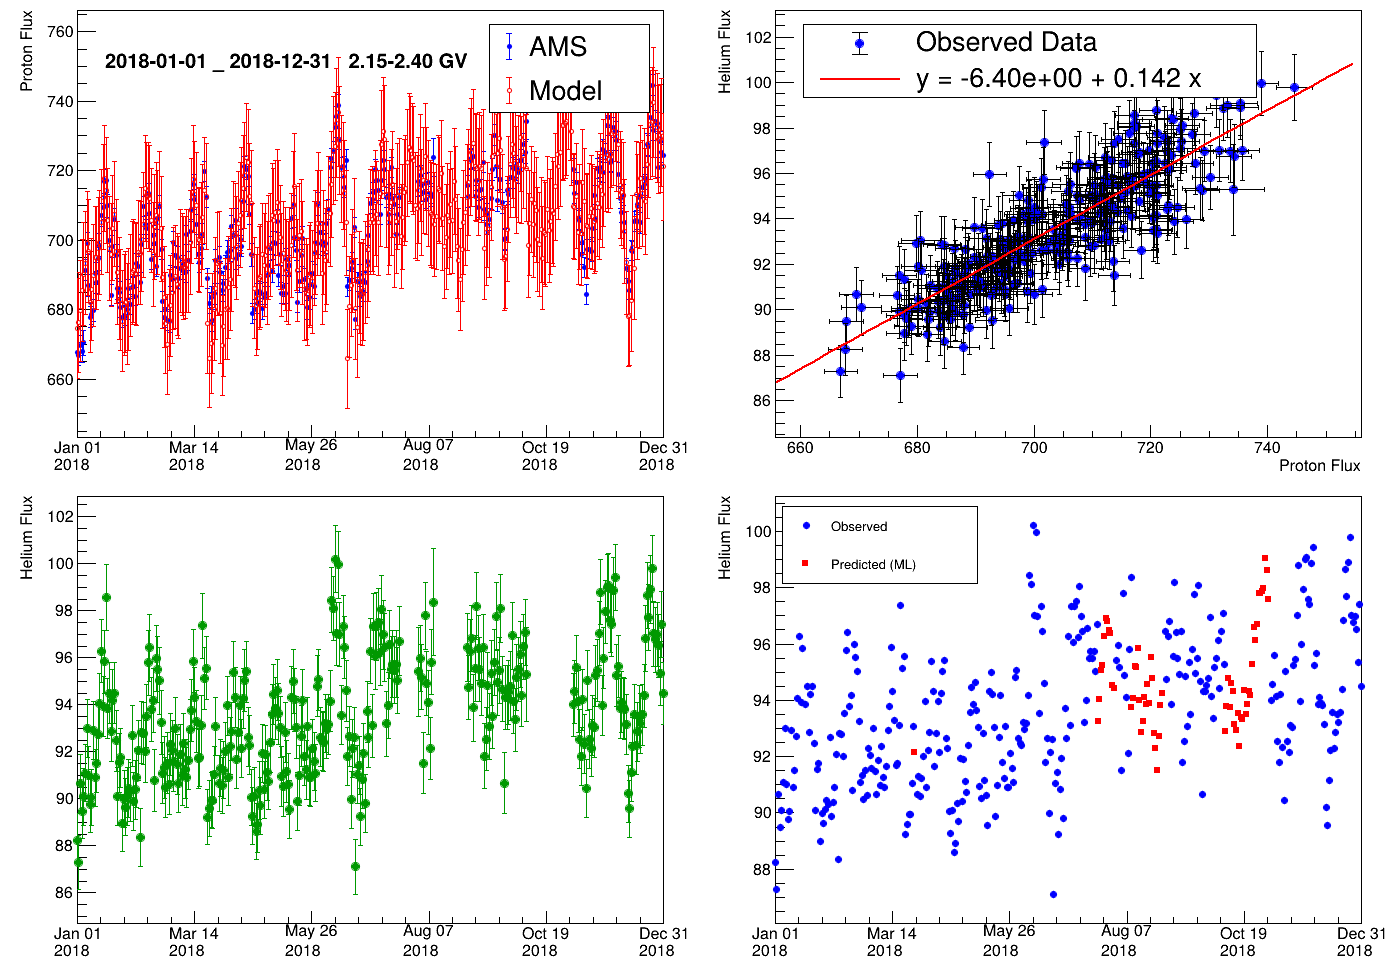 Proton Flux
760
740
720
700
680
660
2018-01-01 _ 2018-12-31 2.15-2.40 GV
AMS
Model
Jan 01 2018
Mar 14 2018
May 26 2018
Aug 07 2018
Oct 19 2018
Dec 31 2018
Helium Flux
102
100
98
96
94
92
90
88
86
Observed Data
y = -6.40e+00 + 0.142 x
660
680
700
720
740
Proton Flux
Helium Flux
102
100
98
96
94
92
90
88
86
Jan 01 2018
Mar 14 2018
May 26 2018
Aug 07 2018
Oct 19 2018
Dec 31 2018
Helium Flux
100
98
96
94
92
90
88
Observed
Predicted (ML)
Jan 01 2018
Mar 14 2018
May 26 2018
Aug 07 2018
Oct 19 2018
Dec 31 2018